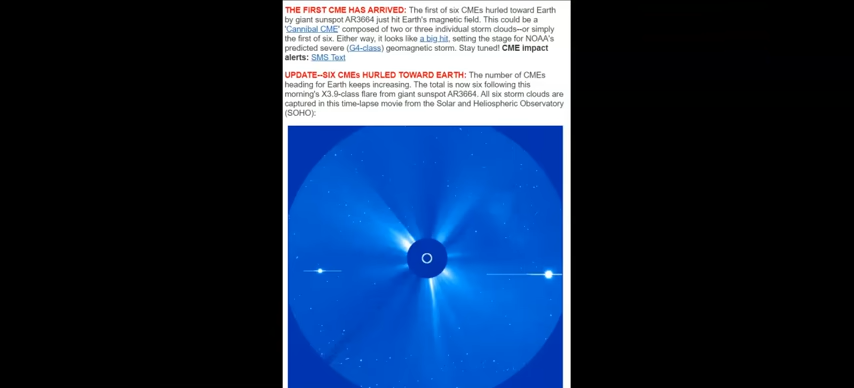 THE FIRST CME HAS ARRIVED: The first of six CMEs hurled toward Earth
by giant sunspot AR3664 just hit Earth's magnetic field. This could be a
'Cannibal CME' composed of two or three individual storm clouds--or simply
the first of six. Either way, it looks like a big hit, setting the stage for NOAA's
predicted severe (G4-class) geomagnetic storm. Stay tuned! CME impact
alerts: SMS Text
UPDATE--SIX CMEs HURLED TOWARD EARTH: The number of CMEs
heading for Earth keeps increasing. The total is now six following this
morning's X3.9-class flare from giant sunspot AR3664. All six storm clouds are
captured in this time-lapse movie from the Solar and Heliospheric Observatory
(SOHO):